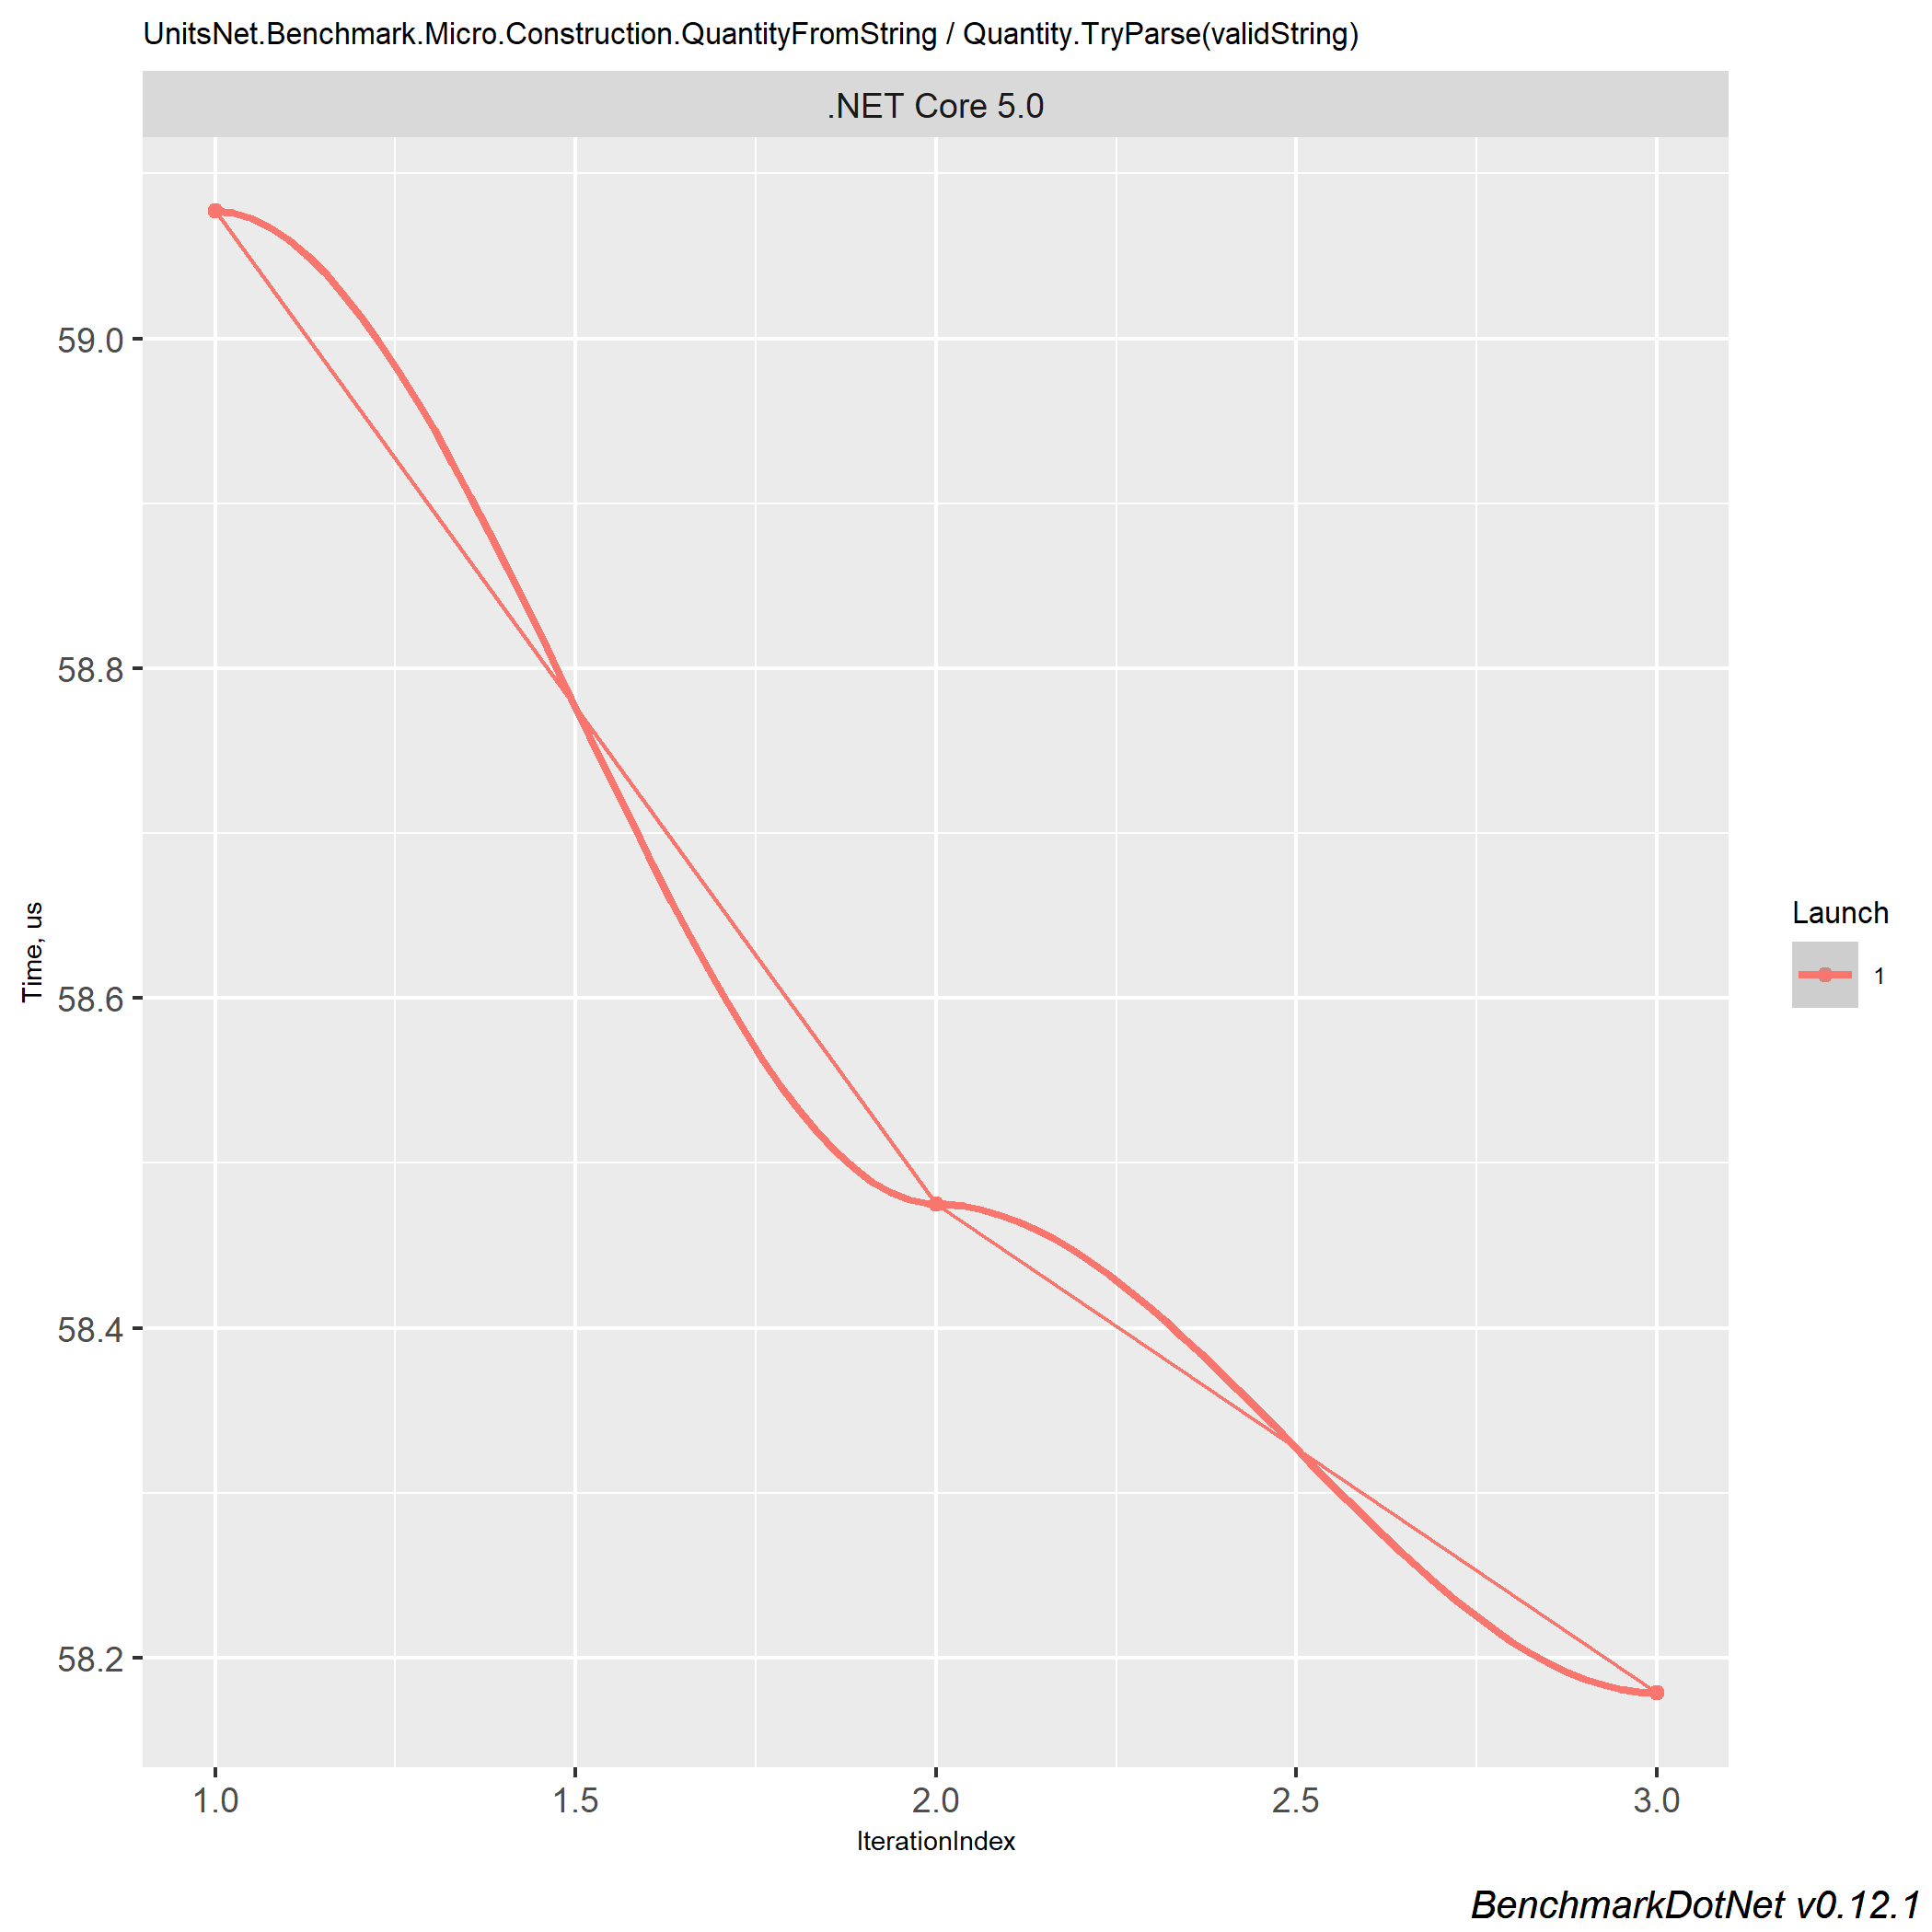 UnitsNet.Benchmark.Micro.Construction.QuantityFromString / Quantity.TryParse(validString)
.NET Core 5.0
59.0
58.8
58.6
58.4
58.2
Time, us
1.0 1.5 2.0 2.5 3.0
IterationIndex
Launch
1
BenchmarkDotNet v0.12.1